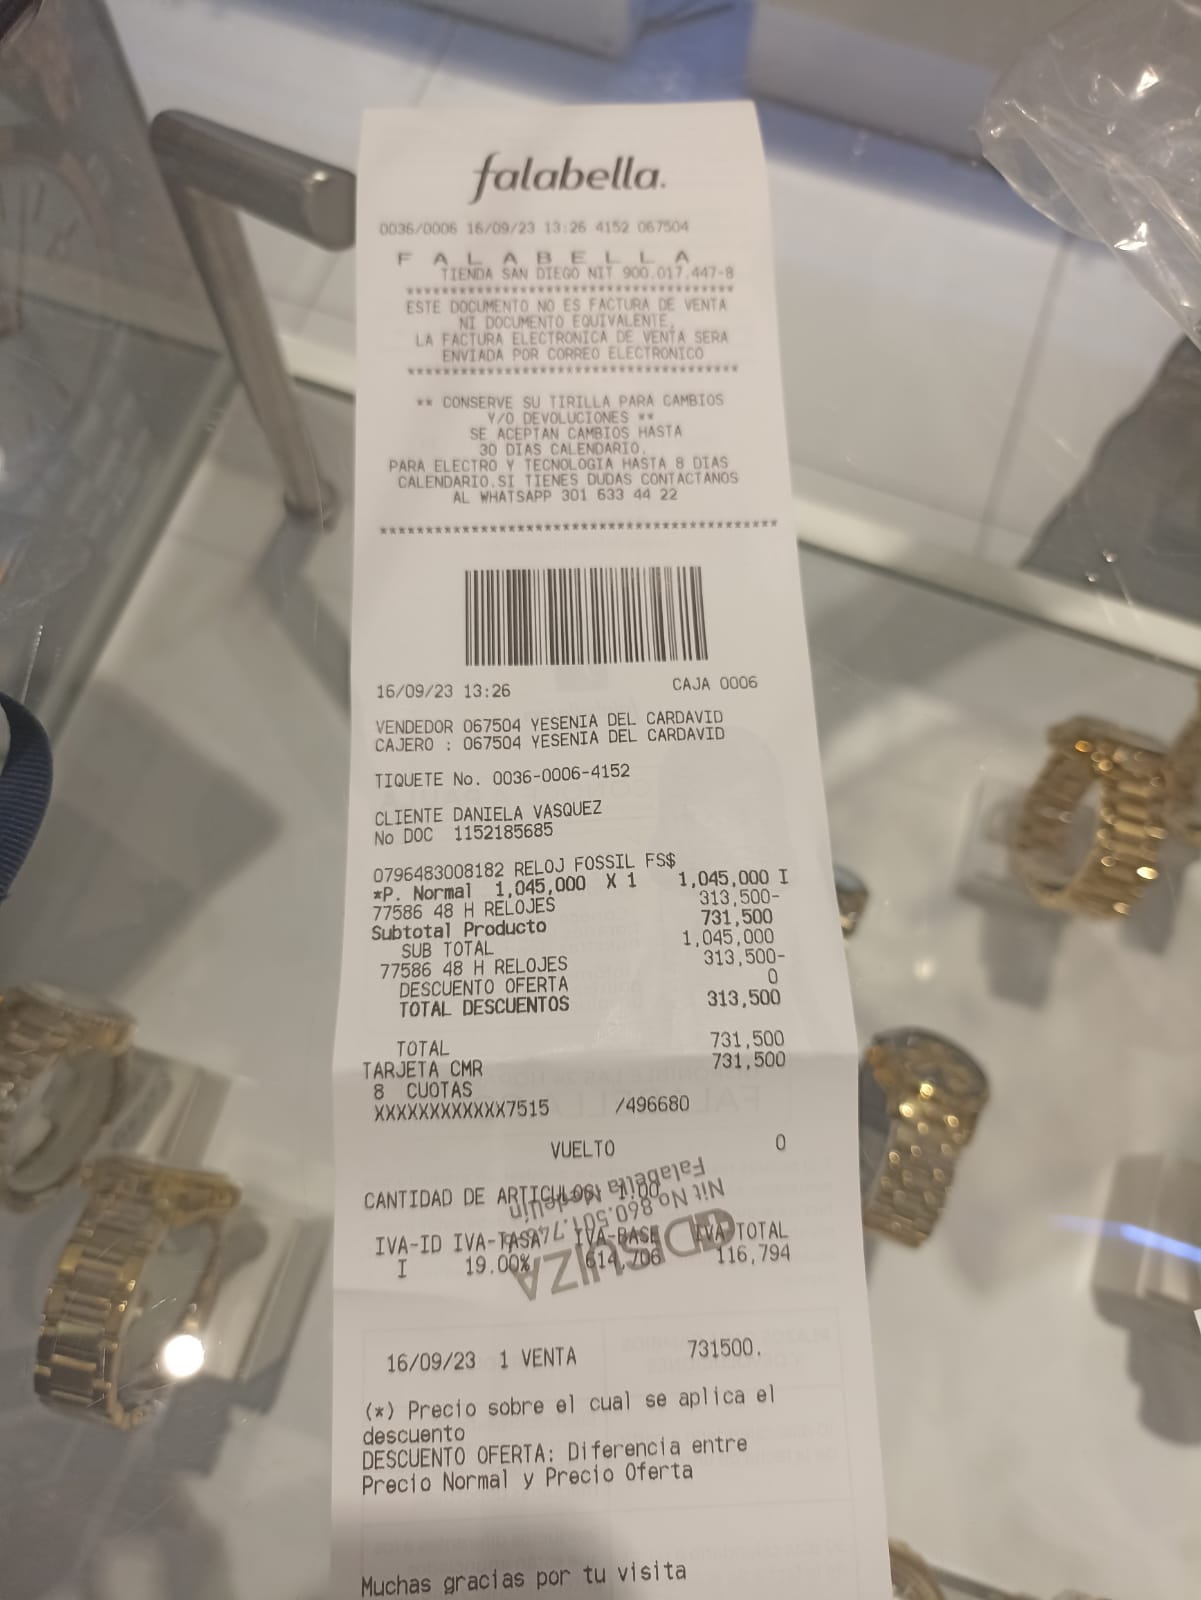 falabella.
0036/0006 16/09/23 13:26 4152 067504
F A L A B E L L A
TIENDA SAN DIEGO NIT 900.017.447-8
*************************************
ESTE DOCUMENTO NO ES FACTURA DE VENTA
NI DOCUMENTO EQUIVALENTE,
LA FACTURA ELECTRONICA DE VENTA SERA
ENVIADA POR CORREO ELECTRONICO
*************************************
** CONSERVE SU TIRILLA PARA CAMBIOS
Y/O DEVOLUCIONES **
SE ACEPTAN CAMBIOS HASTA
30 DIAS CALENDARIO.
PARA ELECTRO Y TECNOLOGIA HASTA 8 DIAS
CALENDARIO.SI TIENES DUDAS CONTACTANOS
AL WHATSAPP 301 633 44 22
********************************************
16/09/23 13:26 CAJA 0006
VENDEDOR 067504 YESENIA DEL CARDAVID
CAJERO : 067504 YESENIA DEL CARDAVID
TIQUETE No. 0036-0006-4152
CLIENTE DANIELA VASQUEZ
No DOC 1152185685
0796483008182 RELOJ FOSSIL FS$
*P. Normal 1,045,000 X 1 1,045,000 I
77586 48 H RELOJES 313,500-
Subtotal Producto 731,500
SUB TOTAL 1,045,000
77586 48 H RELOJES 313,500-
DESCUENTO OFERTA 0
TOTAL DESCUENTOS 313,500
TOTAL 731,500
TARJETA CMR 731,500
8 CUOTAS
XXXXXXXXXXXX7515 /496680
VUELTO 0
CANTIDAD DE ARTICULOS: 1.00
IVA-ID IVA-TASA IVA-BASE IVA-TOTAL
I 19.00% 614,706 116,794
Falabella Medellín
16/09/23 1 VENTA 731500.
(*) Precio sobre el cual se aplica el
descuento
DESCUENTO OFERTA: Diferencia entre
Precio Normal y Precio Oferta
Muchas gracias por tu visita